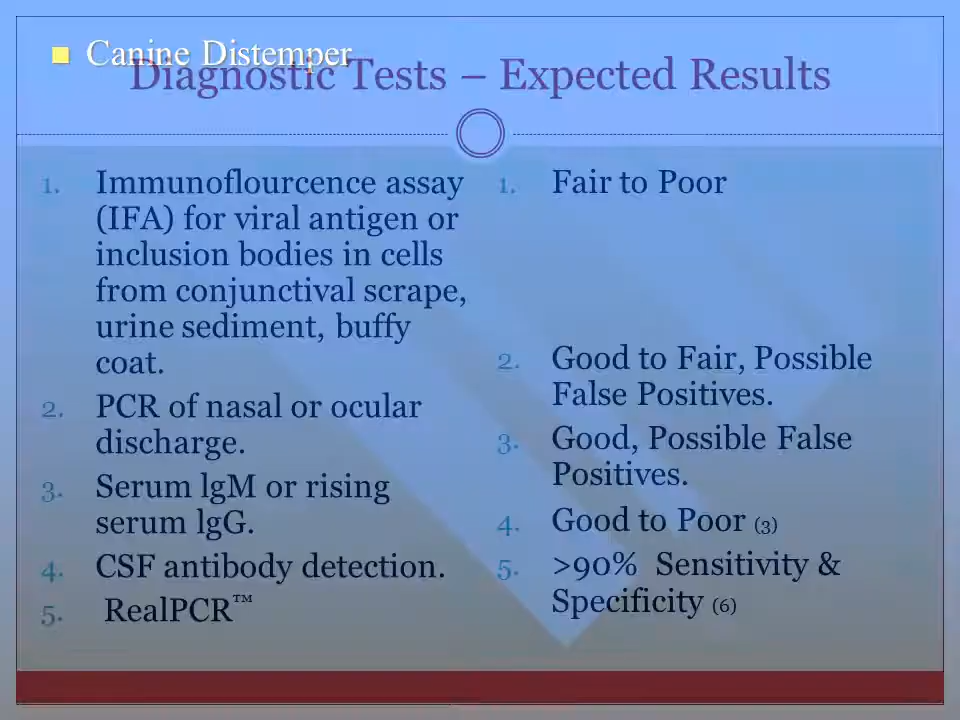 Canine Distemper
Diagnostic Tests – Expected Results
1. Immunoflourcence assay
(IFA) for viral antigen or
inclusion bodies in cells
from conjunctival scrape,
urine sediment, buffy
coat.
2. PCR of nasal or ocular
discharge.
3. Serum lgM or rising
serum lgG.
4. CSF antibody detection.
5. RealPCR™
1. Fair to Poor
2. Good to Fair, Possible
False Positives.
3. Good, Possible False
Positives.
4. Good to Poor (3)
5. >90% Sensitivity &
Specificity (6)